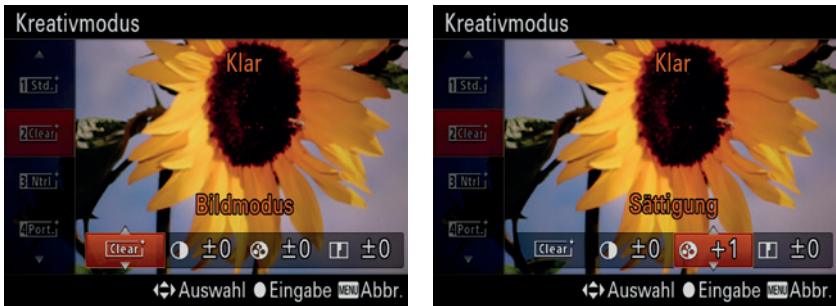 Kreativmodus
Klar
1 Std.
2 Clear
3 Ntrl
4 Port.
Bildmodus
Clear ±0 ±0 ±0
Auswahl Eingabe MENU Abbr.
Kreativmodus
Klar
1 Std.
2 Clear
3 Ntrl
4 Port.
Sättigung
Clear ±0 +1 ±0
Auswahl Eingabe MENU Abbr.